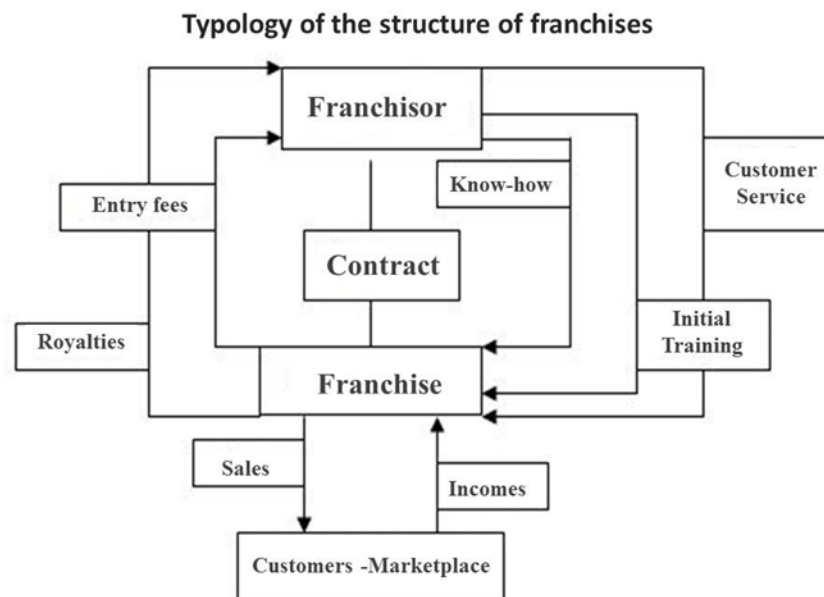 Typology of the structure of franchises
Franchisor
Know-how
Customer
Service
Entry fees
Contract
Royalties
Initial
Training
Franchise
Sales
Incomes
Customers -Marketplace